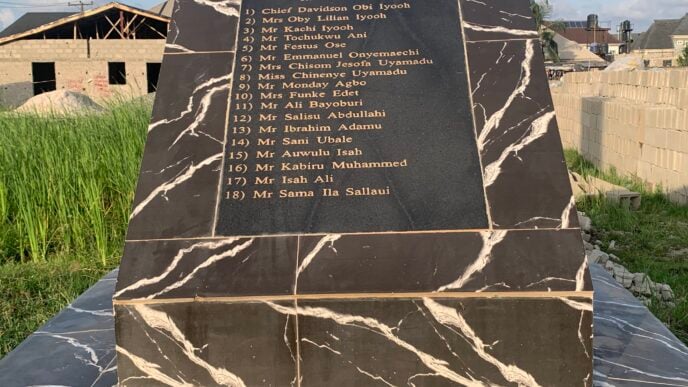 1) Chief Davidson Obi Iyooh
2) Mrs Oby Lilian Iyooh
3) Mr Kachi Iyooh
4) Mr Tochukwu Ani
5) Mr Festus Ose
6) Mr Emmanuel Onyemaechi
7) Mrs Chisom Jesofa Uyamadu
8) Miss Chinenye Uyamadu
9) Mr Monday Agbo
10) Mrs Funke Edet
11) Mr Ali Bayoburi
12) Mr Salisu Abdullahi
13) Mr Ibrahim Adamu
14) Mr Sani Ubale
15) Mr Auwulu Isah
16) Mr Kabiru Muhammed
17) Mr Isah Ali
18) Mr Sama Ila Sallaui